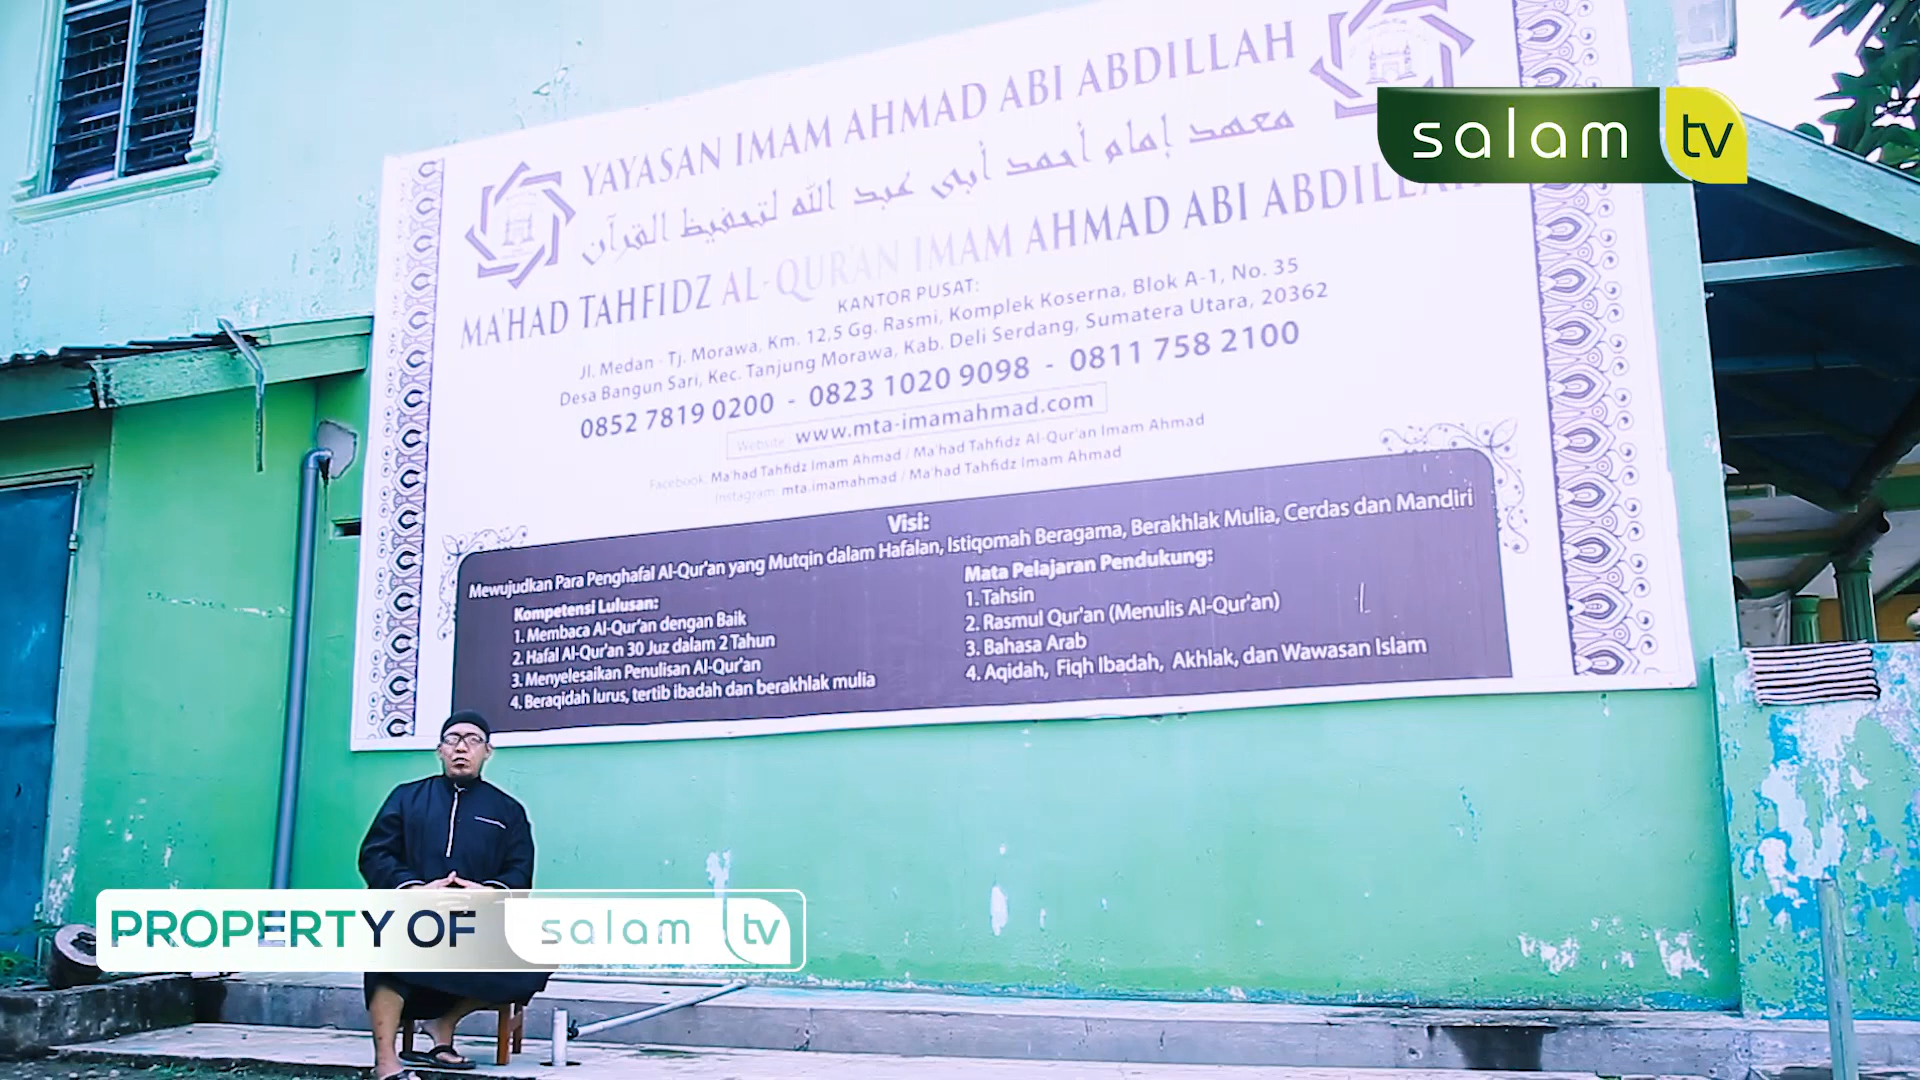 YAYASAN IMAM AHMAD ABI ABDILLAH
معهد إمام أحمد أبي عبد الله لتحفيظ القرآن
MA'HAD TAHFIDZ AL-QUR'AN IMAM AHMAD ABI ABDILLAH
KANTOR PUSAT:
Jl. Medan - Tj. Morawa, Km. 12,5 Gg. Rasmi, Komplek Koserna, Blok A-1, No. 35
Desa Bangun Sari, Kec. Tanjung Morawa, Kab. Deli Serdang, Sumatera Utara, 20362
0852 7819 0200 - 0823 1020 9098 - 0811 758 2100
Website: www.mta-imamahmad.com
Facebook: Ma'had Tahfidz Imam Ahmad / Ma'had Tahfidz Al-Qur'an Imam Ahmad
Instagram: mta.imamahmad / Ma'had Tahfidz Imam Ahmad
Visi:
Mewujudkan Para Penghafal Al-Qur'an yang Mutqin dalam Hafalan, Istiqomah Beragama, Berakhlak Mulia, Cerdas dan Mandiri
Kompetensi Lulusan:
1. Membaca Al-Qur'an dengan Baik
2. Hafal Al-Qur'an 30 Juz dalam 2 Tahun
3. Menyelesaikan Penulisan Al-Qur'an
4. Beraqidah lurus, tertib ibadah dan berakhlak mulia
Mata Pelajaran Pendukung:
1. Tahsin
2. Rasmul Qur'an (Menulis Al-Qur'an)
3. Bahasa Arab
4. Aqidah, Fiqh Ibadah, Akhlak, dan Wawasan Islam
salam tv
PROPERTY OF salam tv